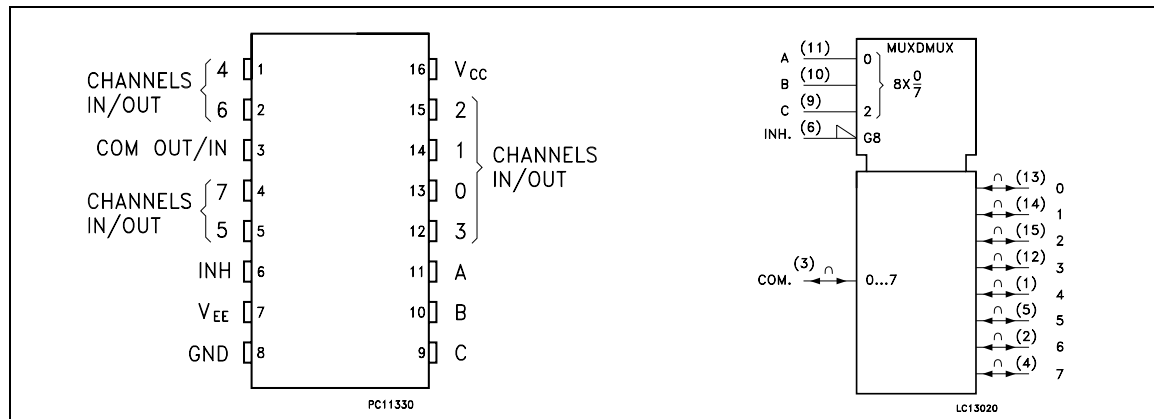 CHANNELS IN/OUT
4
6
1
2
COM OUT/IN 3
CHANNELS IN/OUT
7
5
4
5
INH 6
VEE 7
GND 8
16 VCC
15 2
14 1
13 0
12 3
CHANNELS IN/OUT
11 A
10 B
9 C
PC11330
MUXDMUX
A (11) 0
B (10)
C (9) 2
8X 0/7
INH. (6) G8
COM. (3) ∩ 0...7
∩ (13) 0
∩ (14) 1
∩ (15) 2
∩ (12) 3
∩ (1) 4
∩ (5) 5
∩ (2) 6
∩ (4) 7
LC13020